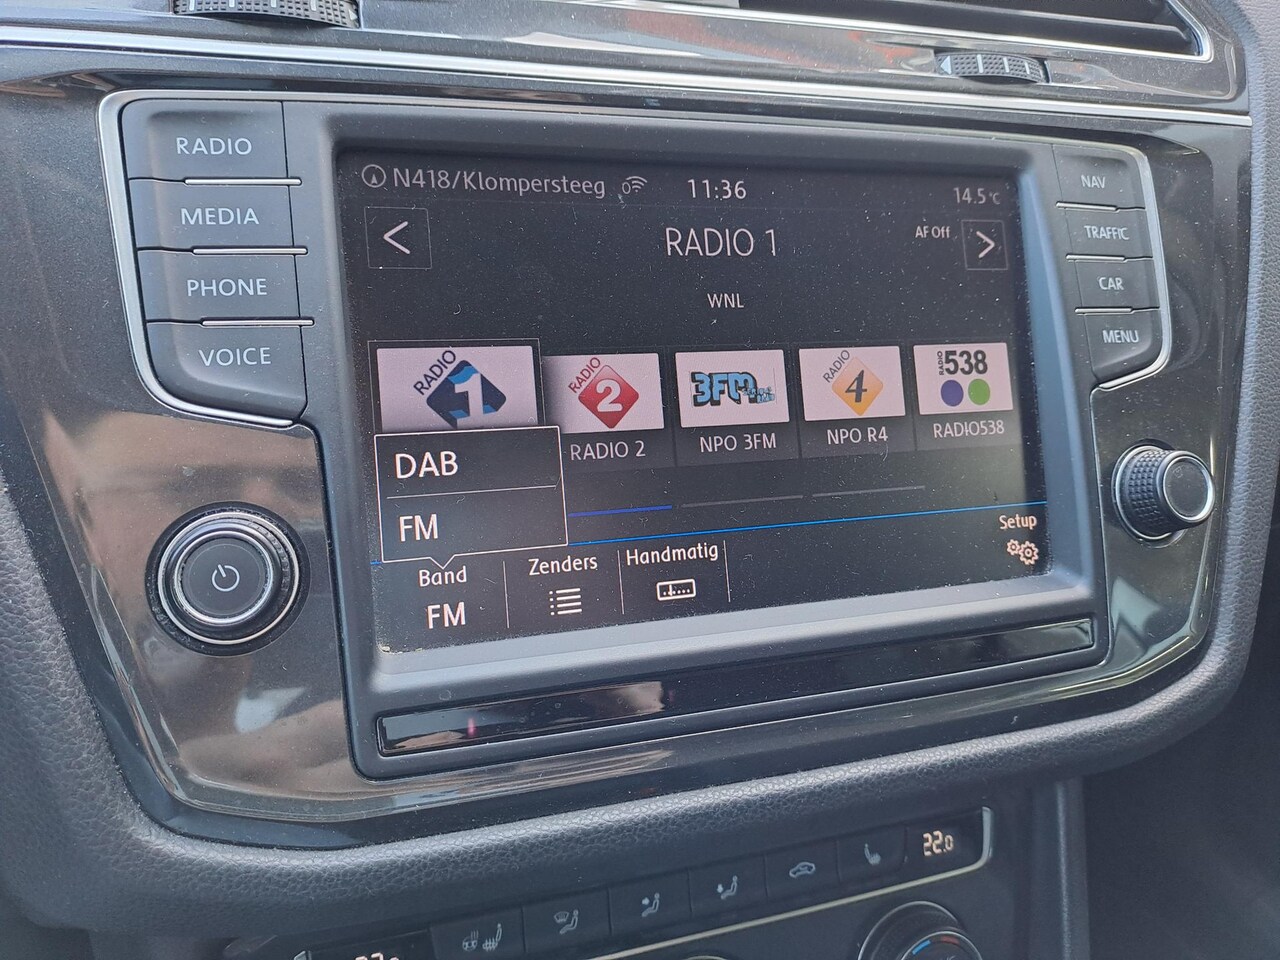 RADIO
MEDIA
PHONE
VOICE
N418/Klompersteeg
11:36
14.5°C
RADIO 1
AF Off
WNL
RADIO 1
RADIO 2
RADIO 2
3FM
NPO 3FM
RADIO 4
NPO R4
RADIO 538
RADIO538
DAB
FM
Band
FM
Zenders
Handmatig
Setup
NAV
TRAFFIC
CAR
MENU
22.0